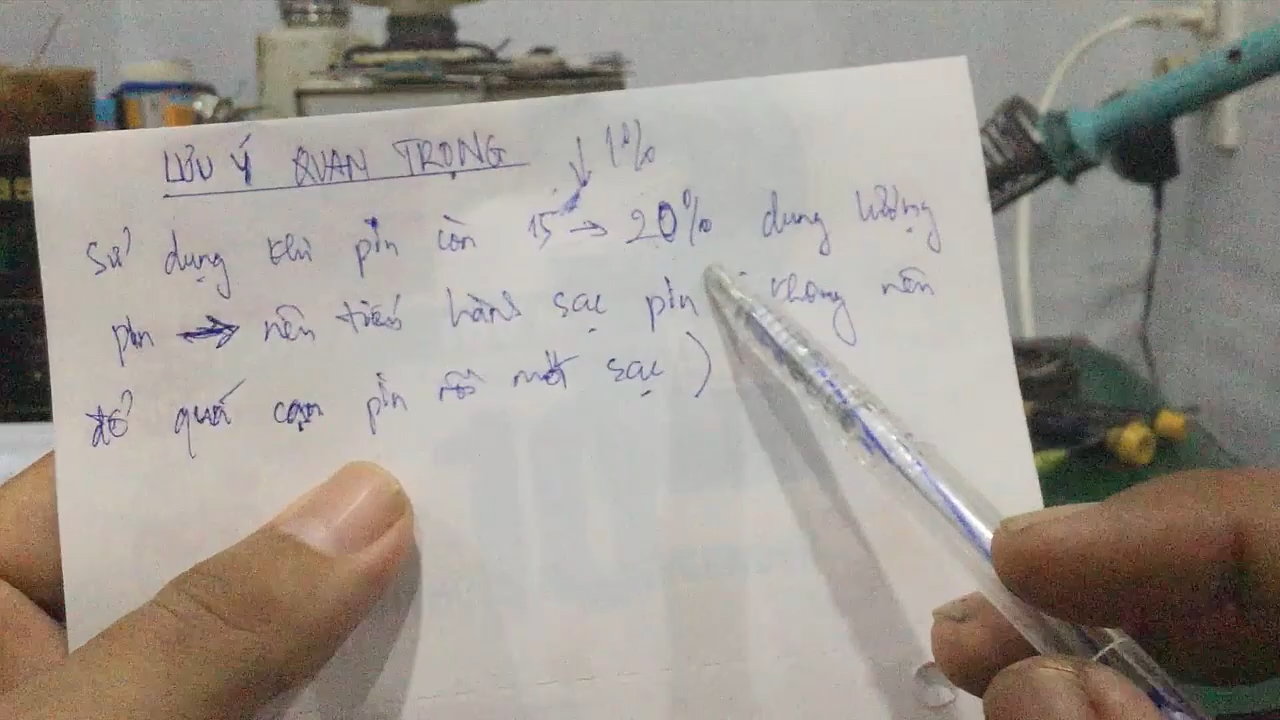 LƯU Ý QUAN TRỌNG ↓ 1%
Sử dụng khi pin còn 15 → 20% dung lượng
pin → nên tiến hành sạc pin không nên
để quá cạn pin rồi mới sạc )